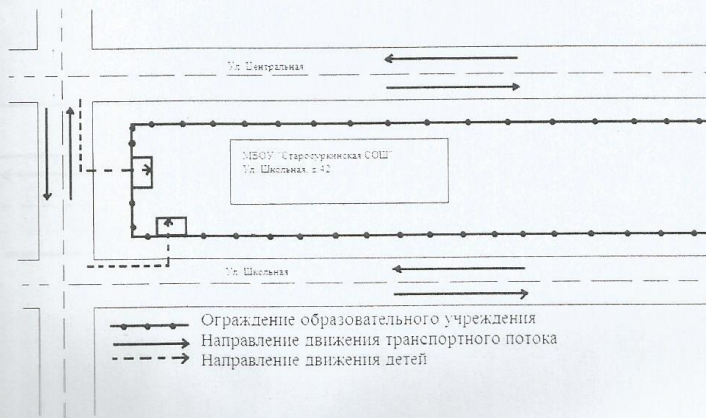 Ул. Центральная
МБОУ "Старосуркинская СОШ"
Ул. Школьная, д.42
Ул. Школьная
Ограждение образовательного учреждения
Направление движения транспортного потока
Направление движения детей